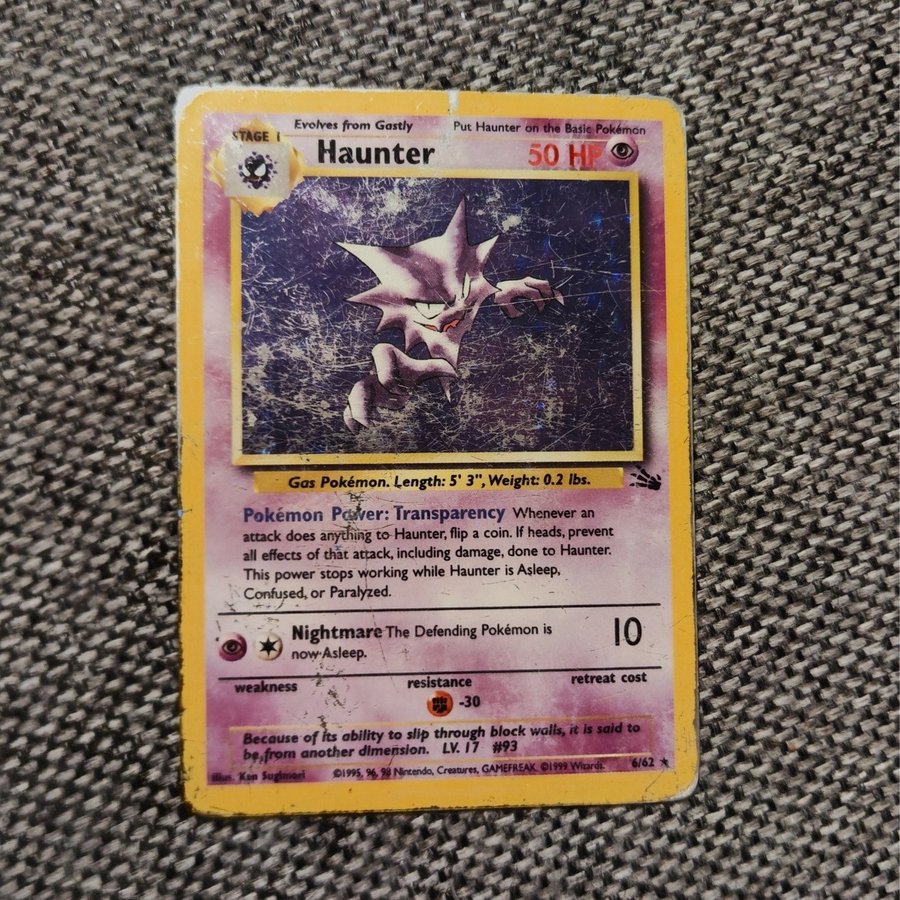 Evolves from Gastly Put Haunter on the Basic Pokémon
STAGE 1
Haunter 50 HP
Gas Pokémon. Length: 5' 3", Weight: 0.2 lbs.
Pokémon Power: Transparency Whenever an
attack does anything to Haunter, flip a coin. If heads, prevent
all effects of that attack, including damage, done to Haunter.
This power stops working while Haunter is Asleep,
Confused, or Paralyzed.
Nightmare The Defending Pokémon is 10
now Asleep.
weakness resistance retreat cost
-30
Because of its ability to slip through block walls, it is said to
be from another dimension. LV. 17 #93
Illus. Ken Sugimori ©1995, 96, 98 Nintendo, Creatures, GAMEFREAK. ©1999 Wizards. 6/62